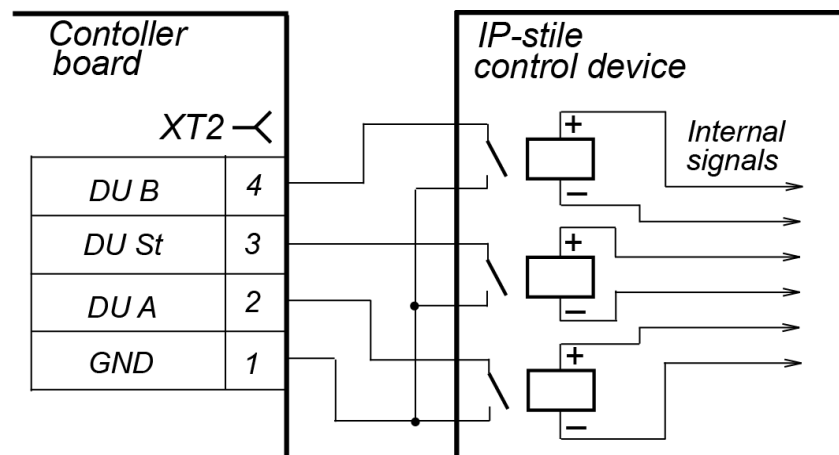 Contoller
board
IP-stile
control device
XT2
Internal
signals
DU B 4
DU St 3
DU A 2
GND 1
+
−
+
−
+
−